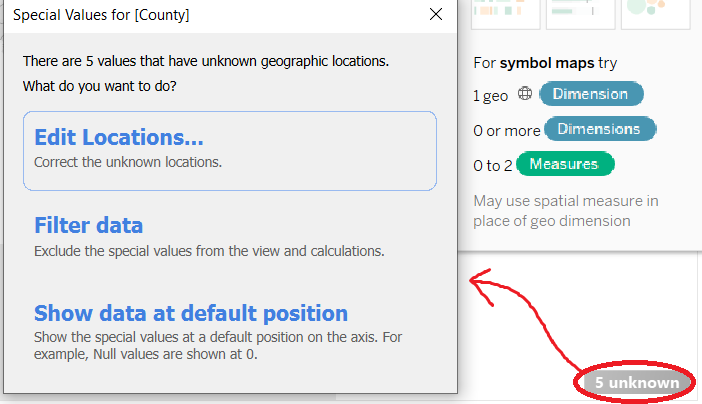 Special Values for [County]
There are 5 values that have unknown geographic locations.
What do you want to do?
Edit Locations...
Correct the unknown locations.
Filter data
Exclude the special values from the view and calculations.
Show data at default position
Show the special values at a default position on the axis. For
example, Null values are shown at 0.
For symbol maps try
1 geo Dimension
0 or more Dimensions
0 to 2 Measures
May use spatial measure in
place of geo dimension
5 unknown